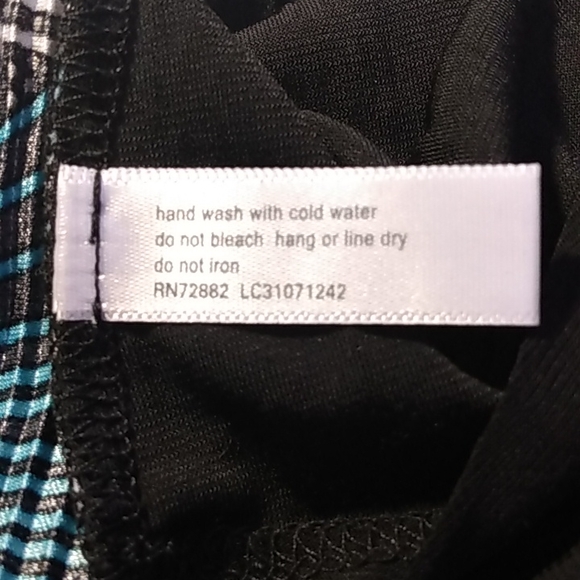 hand wash with cold water
do not bleach hang or line dry
do not iron
RN72882 LC31071242